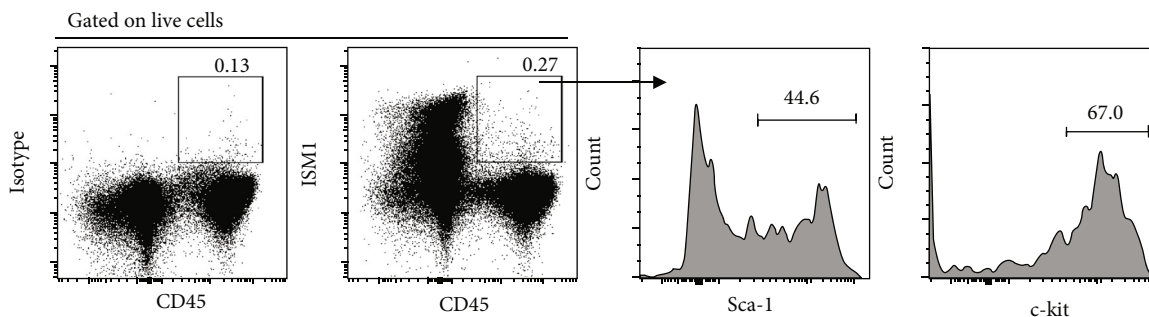 Gated on live cells
0.13
Isotype
CD45
0.27
ISM1
CD45
44.6
Count
Sca-1
67.0
Count
c-kit